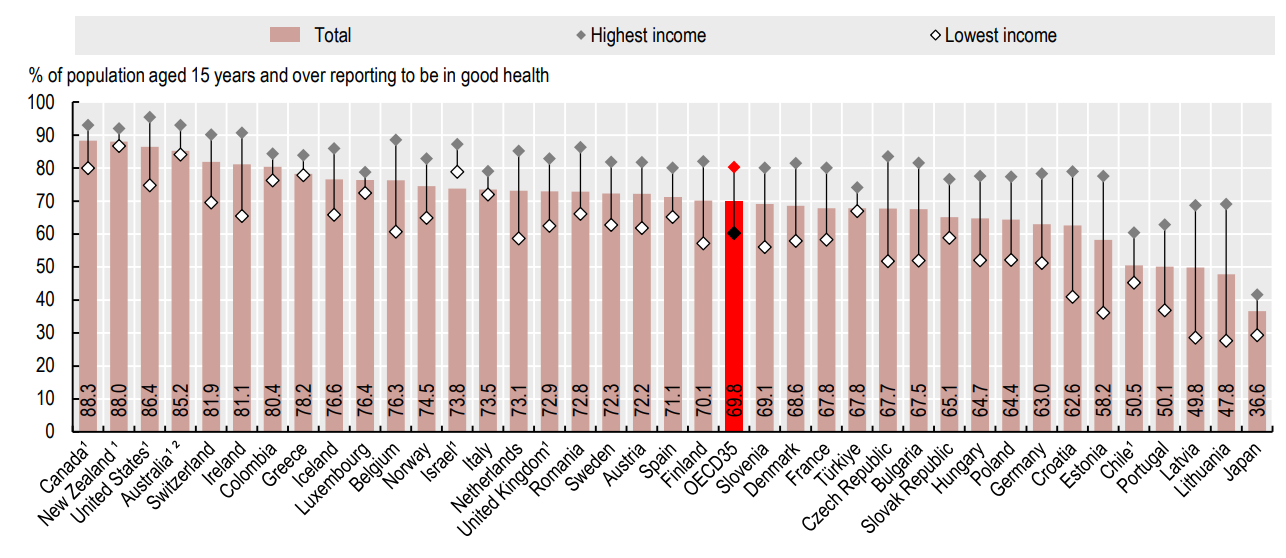 Total
Highest income
Lowest income
% of population aged 15 years and over reporting to be in good health
100
90
80
70
60
50
40
30
20
10
0
88.3
88.0
86.4
85.2
81.9
81.1
80.4
78.2
76.6
76.4
76.3
74.5
73.8
73.5
73.1
72.9
72.8
72.3
72.2
71.1
70.1
69.8
69.1
68.6
67.8
67.8
67.7
67.5
65.1
64.7
64.4
63.0
62.6
58.2
50.5
50.1
49.8
47.8
36.6
Canada¹
New Zealand ¹
United States¹
Australia¹ ²
Switzerland
Ireland
Colombia
Greece
Iceland
Luxembourg
Belgium
Norway
Israel¹
Italy
Netherlands
United Kingdom¹
Romania
Sweden
Austria
Spain
Finland
OECD35
Slovenia
Denmark
France
Türkiye
Czech Republic
Bulgaria
Slovak Republic
Hungary
Poland
Germany
Croatia
Estonia
Chile¹
Portugal
Latvia
Lithuania
Japan